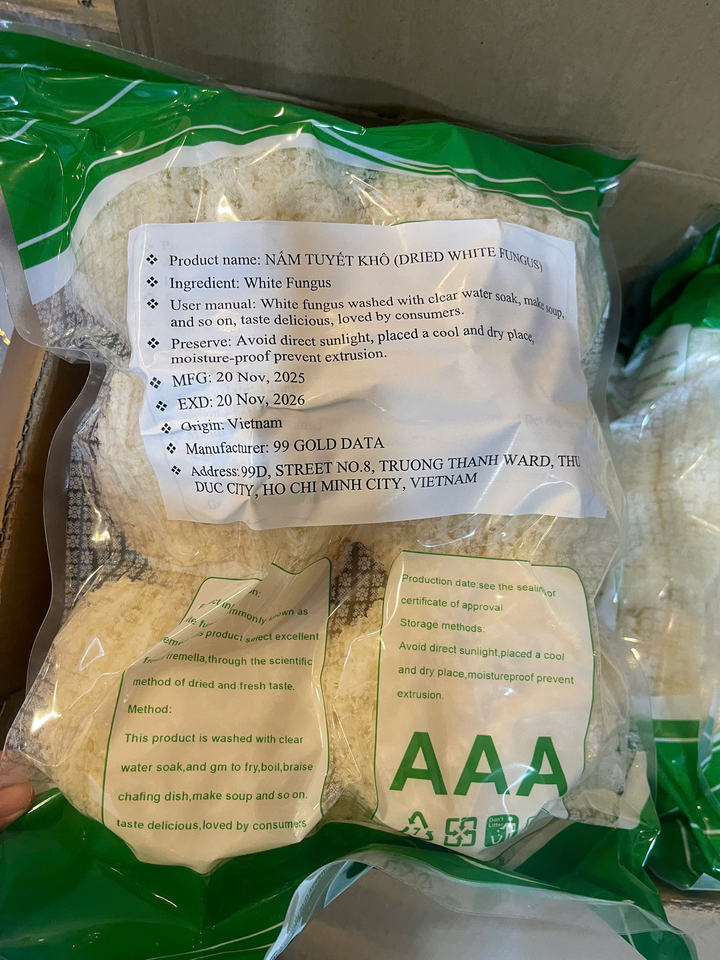 ❖ Product name: NẤM TUYẾT KHÔ (DRIED WHITE FUNGUS)
❖ Ingredient: White Fungus
❖ User manual: White fungus washed with clear water soak, make soup,
and so on, taste delicious, loved by consumers.
❖ Preserve: Avoid direct sunlight, placed a cool and dry place,
moisture-proof prevent extrusion.
❖ MFG: 20 Nov, 2025
❖ EXD: 20 Nov, 2026
❖ Origin: Vietnam
❖ Manufacturer: 99 GOLD DATA
❖ Address:99D, STREET NO.8, TRUONG THANH WARD, THU
DUC CITY, HO CHI MINH CITY, VIETNAM
as
product select excellent
tremella,through the scientific
method of dried and fresh taste.
Method:
This product is washed with clear
water soak,and gm to fry,boil,braise
chafing dish,make soup and so on.
taste delicious,loved by consumers
Production date:see the sealing or
certificate of approval
Storage methods:
Avoid direct sunlight,placed a cool
and dry place,moistureproof prevent
extrusion.
AAA